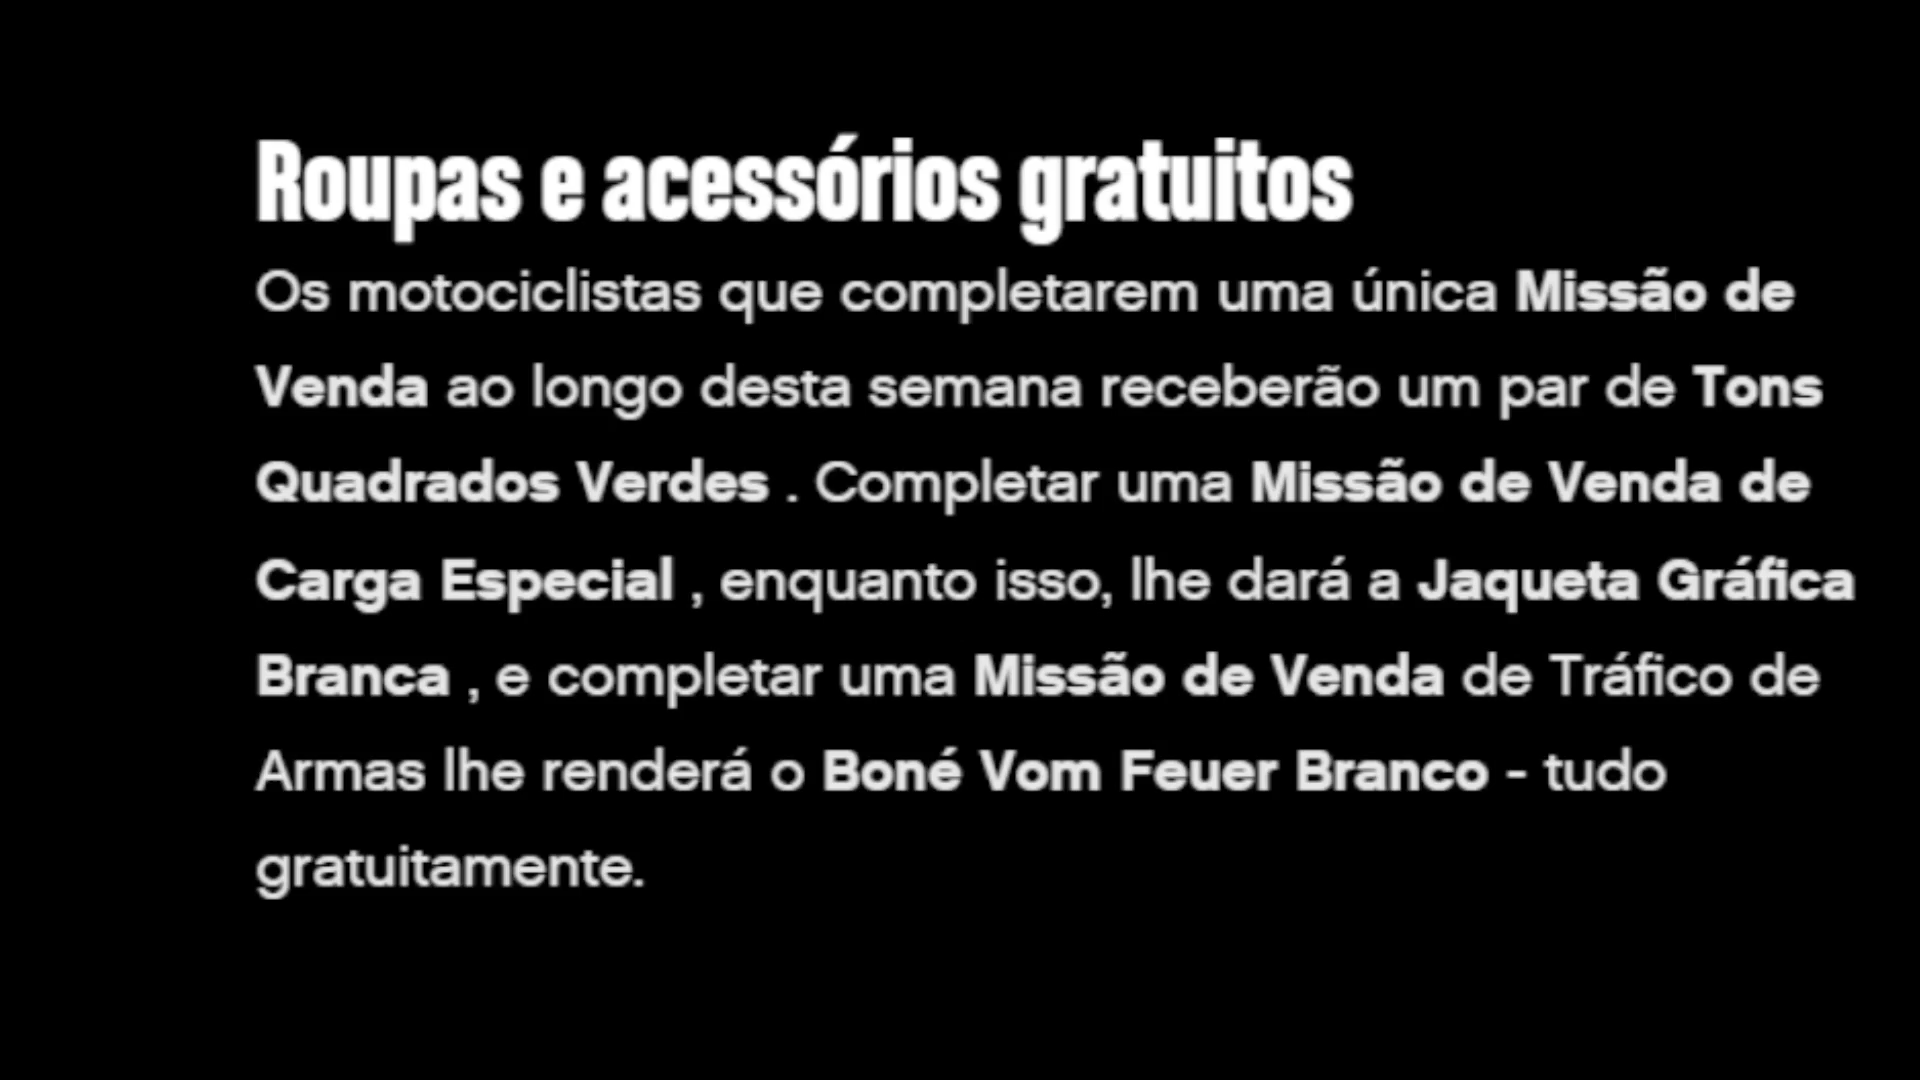 Roupas e acessórios gratuitos
Os motociclistas que completarem uma única Missão de
Venda ao longo desta semana receberão um par de Tons
Quadrados Verdes . Completar uma Missão de Venda de
Carga Especial , enquanto isso, lhe dará a Jaqueta Gráfica
Branca , e completar uma Missão de Venda de Tráfico de
Armas lhe renderá o Boné Vom Feuer Branco - tudo
gratuitamente.